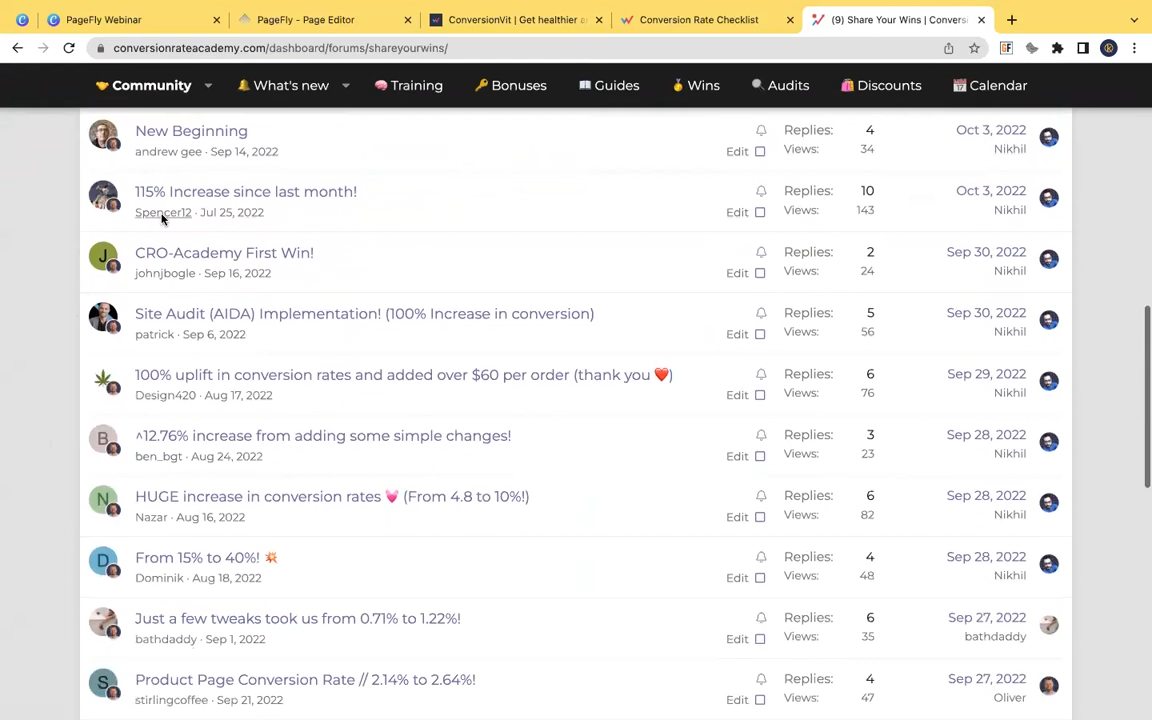 PageFly Webinar
PageFly - Page Editor
ConversionVit | Get healthier a
Conversion Rate Checklist
(9) Share Your Wins | Conversi
conversionrateacademy.com/dashboard/forums/shareyourwins/
Community
What's new
Training
Bonuses
Guides
Wins
Audits
Discounts
Calendar
New Beginning Replies: 4 Oct 3, 2022
andrew gee · Sep 14, 2022 Edit Views: 34 Nikhil
115% Increase since last month! Replies: 10 Oct 3, 2022
Spencer12 · Jul 25, 2022 Edit Views: 143 Nikhil
J CRO-Academy First Win! Replies: 2 Sep 30, 2022
johnjbogle · Sep 16, 2022 Edit Views: 24 Nikhil
Site Audit (AIDA) Implementation! (100% Increase in conversion) Replies: 5 Sep 30, 2022
patrick · Sep 6, 2022 Edit Views: 56 Nikhil
100% uplift in conversion rates and added over $60 per order (thank you ❤️) Replies: 6 Sep 29, 2022
Design420 · Aug 17, 2022 Edit Views: 76 Nikhil
B ^12.76% increase from adding some simple changes! Replies: 3 Sep 28, 2022
ben_bgt · Aug 24, 2022 Edit Views: 23 Nikhil
N HUGE increase in conversion rates 💓 (From 4.8 to 10%!) Replies: 6 Sep 28, 2022
Nazar · Aug 16, 2022 Edit Views: 82 Nikhil
D From 15% to 40%! 💥 Replies: 4 Sep 28, 2022
Dominik · Aug 18, 2022 Edit Views: 48 Nikhil
Just a few tweaks took us from 0.71% to 1.22%! Replies: 6 Sep 27, 2022
bathdaddy · Sep 1, 2022 Edit Views: 35 bathdaddy
S Product Page Conversion Rate // 2.14% to 2.64%! Replies: 4 Sep 27, 2022
stirlingcoffee · Sep 21, 2022 Edit Views: 47 Oliver